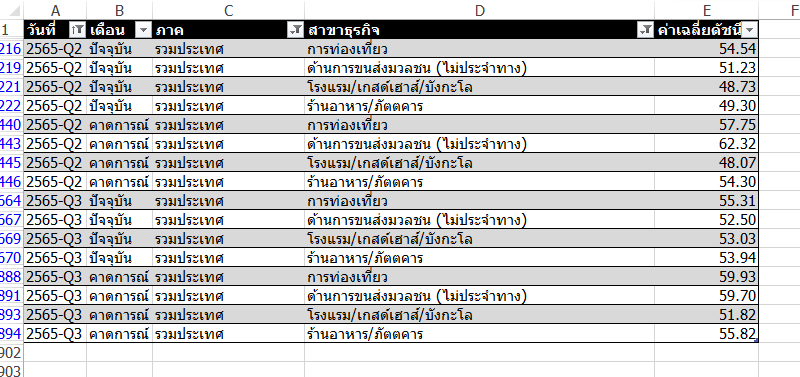 A B C D E F
1 วันที่ เดือน ภาค สาขาธุรกิจ ค่าเฉลี่ยดัชนี
216 2565-Q2 ปัจจุบัน รวมประเทศ การท่องเที่ยว 54.54
219 2565-Q2 ปัจจุบัน รวมประเทศ ด้านการขนส่งมวลชน (ไม่ประจำทาง) 51.23
221 2565-Q2 ปัจจุบัน รวมประเทศ โรงแรม/เกสต์เฮาส์/บังกะโล 48.73
222 2565-Q2 ปัจจุบัน รวมประเทศ ร้านอาหาร/ภัตตคาร 49.30
440 2565-Q2 คาดการณ์ รวมประเทศ การท่องเที่ยว 57.75
443 2565-Q2 คาดการณ์ รวมประเทศ ด้านการขนส่งมวลชน (ไม่ประจำทาง) 62.32
445 2565-Q2 คาดการณ์ รวมประเทศ โรงแรม/เกสต์เฮาส์/บังกะโล 48.07
446 2565-Q2 คาดการณ์ รวมประเทศ ร้านอาหาร/ภัตตคาร 54.30
664 2565-Q3 ปัจจุบัน รวมประเทศ การท่องเที่ยว 55.31
667 2565-Q3 ปัจจุบัน รวมประเทศ ด้านการขนส่งมวลชน (ไม่ประจำทาง) 52.50
669 2565-Q3 ปัจจุบัน รวมประเทศ โรงแรม/เกสต์เฮาส์/บังกะโล 53.03
670 2565-Q3 ปัจจุบัน รวมประเทศ ร้านอาหาร/ภัตตคาร 53.94
888 2565-Q3 คาดการณ์ รวมประเทศ การท่องเที่ยว 59.93
891 2565-Q3 คาดการณ์ รวมประเทศ ด้านการขนส่งมวลชน (ไม่ประจำทาง) 59.70
893 2565-Q3 คาดการณ์ รวมประเทศ โรงแรม/เกสต์เฮาส์/บังกะโล 51.82
894 2565-Q3 คาดการณ์ รวมประเทศ ร้านอาหาร/ภัตตคาร 55.82
902
903